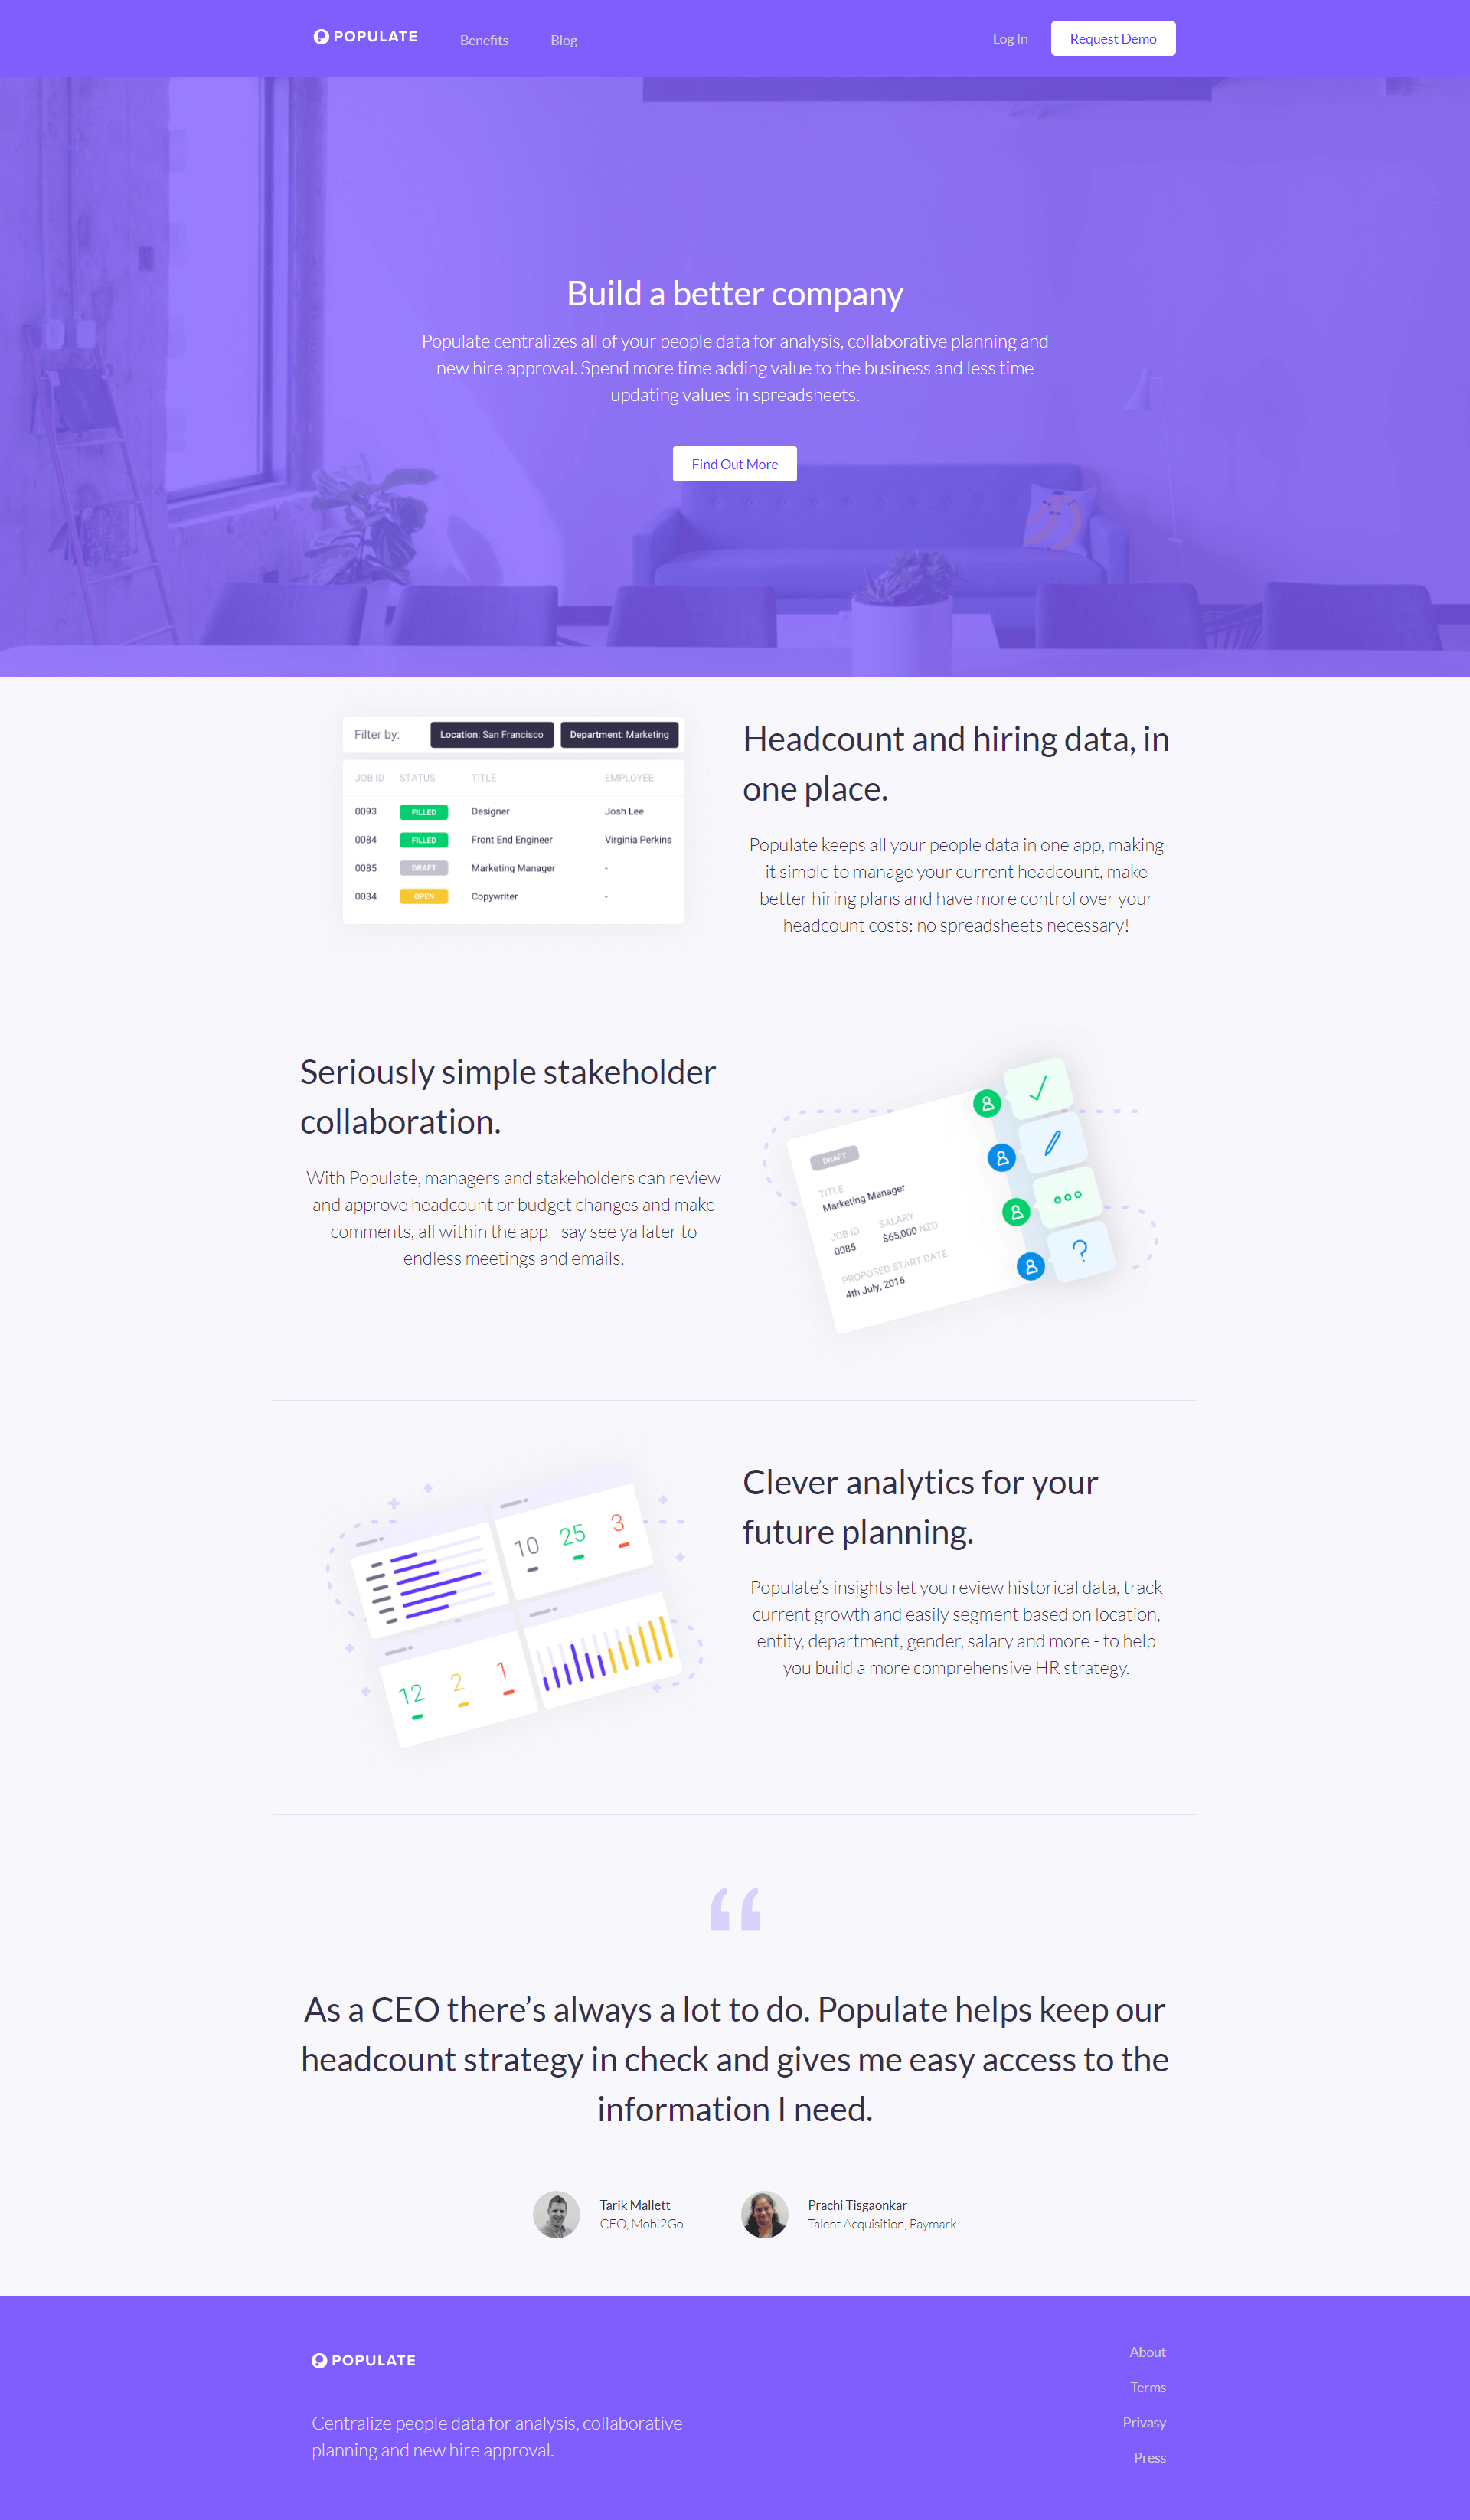 POPULATE
Benefits
Blog
Log In
Request Demo
Build a better company
Populate centralizes all of your people data for analysis, collaborative planning and
new hire approval. Spend more time adding value to the business and less time
updating values in spreadsheets.
Find Out More
Filter by:
Location: San Francisco
Department: Marketing
JOB ID STATUS TITLE EMPLOYEE
0093 FILLED Designer Josh Lee
0084 FILLED Front End Engineer Virginia Perkins
0085 DRAFT Marketing Manager -
0034 OPEN Copywriter -
Headcount and hiring data, in
one place.
Populate keeps all your people data in one app, making
it simple to manage your current headcount, make
better hiring plans and have more control over your
headcount costs: no spreadsheets necessary!
Seriously simple stakeholder
collaboration.
With Populate, managers and stakeholders can review
and approve headcount or budget changes and make
comments, all within the app - say see ya later to
endless meetings and emails.
DRAFT
TITLE
Marketing Manager
JOB ID
0085
SALARY
$65,000 NZD
PROPOSED START DATE
4th July, 2016
?
10 25 3
12 2 1
Clever analytics for your
future planning.
Populate’s insights let you review historical data, track
current growth and easily segment based on location,
entity, department, gender, salary and more - to help
you build a more comprehensive HR strategy.
“
As a CEO there’s always a lot to do. Populate helps keep our
headcount strategy in check and gives me easy access to the
information I need.
Tarik Mallett
CEO, Mobi2Go
Prachi Tisgaonkar
Talent Acquisition, Paymark
POPULATE
Centralize people data for analysis, collaborative
planning and new hire approval.
About
Terms
Privasy
Press